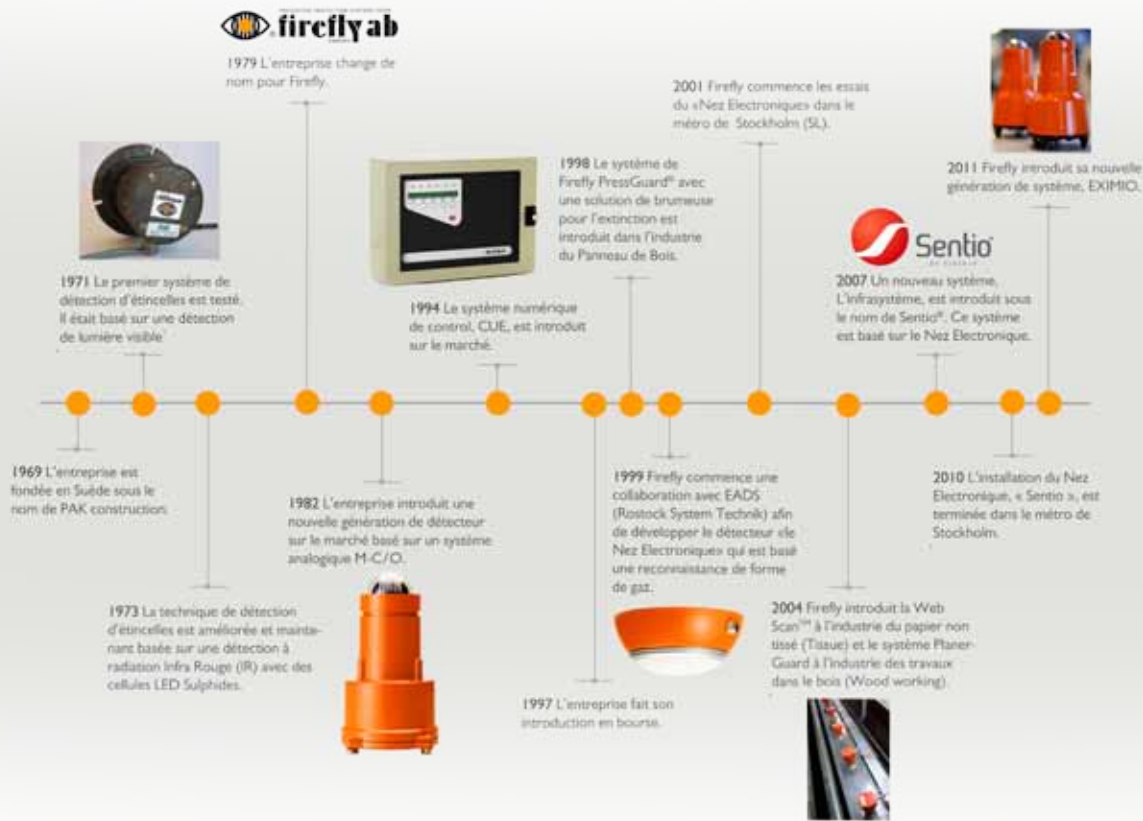 fireflyab
1979 L'entreprise change de
nom pour Firefly.
1971 Le premier système de
détection d'étincelles est testé.
Il était basé sur une détection
de lumière visible
1994 Le système numérique
de control, CUE, est introduit
sur le marché.
1998 Le système de
Firefly PressGuard® avec
une solution de brumeuse
pour l'extinction est
introduit dans l'industrie
du Panneau de Bois.
2001 Firefly commence les essais
du «Nez Electronique» dans le
métro de Stockholm (SL).
Sentio
2007 Un nouveau système,
L'infrasystème, est introduit sous
le nom de Sentio®. Ce système
est basé sur le Nez Electronique.
2011 Firefly introduit sa nouvelle
génération de système, EXIMIO.
1969 L'entreprise est
fondée en Suède sous le
nom de PAK construction.
1973 La technique de détection
d'étincelles est améliorée et mainte-
nant basée sur une détection à
radiation Infra Rouge (IR) avec des
cellules LED Sulphides.
1982 L'entreprise introduit une
nouvelle génération de détecteur
sur le marché basé sur un système
analogique M-C/O.
1997 L'entreprise fait son
introduction en bourse.
1999 Firefly commence une
collaboration avec EADS
(Rostock System Technik) afin
de développer le détecteur «le
Nez Electronique» qui est basé
une reconnaissance de forme
de gaz.
2004 Firefly introduit la Web
Scan™ à l'industrie du papier non
tissé (Tissue) et le système Planer-
Guard à l'industrie des travaux
dans le bois (Wood working)
2010 L'installation du Nez
Electronique, « Sentio », est
terminée dans le métro de
Stockholm.